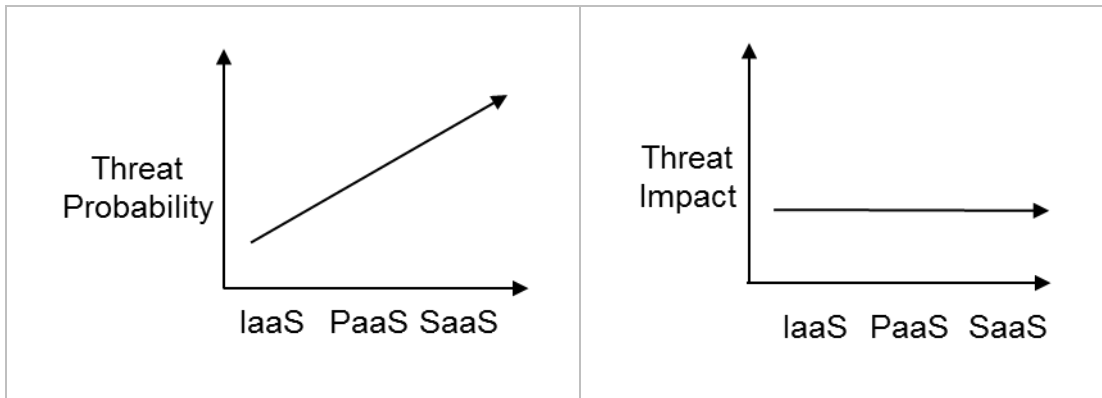 Threat
Probability
IaaS PaaS SaaS
Threat
Impact
IaaS PaaS SaaS